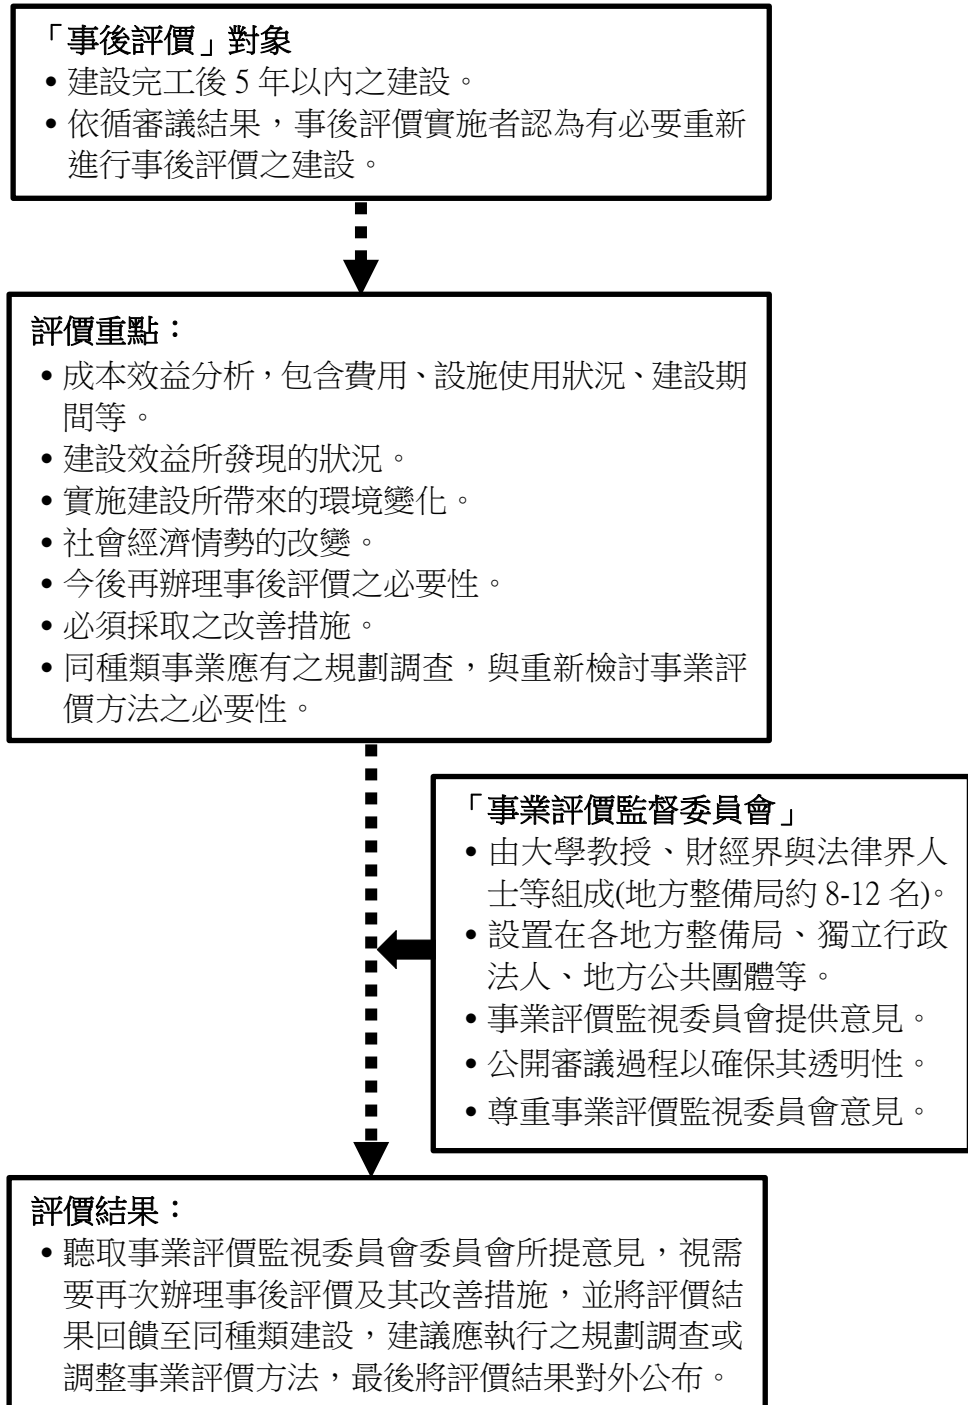 「事後評價」對象
•建設完工後 5 年以內之建設。
•依循審議結果，事後評價實施者認為有必要重新
進行事後評價之建設。
評價重點：
•成本效益分析，包含費用、設施使用狀況、建設期
間等。
•建設效益所發現的狀況。
•實施建設所帶來的環境變化。
•社會經濟情勢的改變。
•今後再辦理事後評價之必要性。
•必須採取之改善措施。
•同種類事業應有之規劃調查，與重新檢討事業評
價方法之必要性。
「事業評價監督委員會」
•由大學教授、財經界與法律界人
士等組成(地方整備局約 8-12 名)。
•設置在各地方整備局、獨立行政
法人、地方公共團體等。
•事業評價監視委員會提供意見。
•公開審議過程以確保其透明性。
•尊重事業評價監視委員會意見。
評價結果：
•聽取事業評價監視委員會委員會所提意見，視需
要再次辦理事後評價及其改善措施，並將評價結
果回饋至同種類建設，建議應執行之規劃調查或
調整事業評價方法，最後將評價結果對外公布。